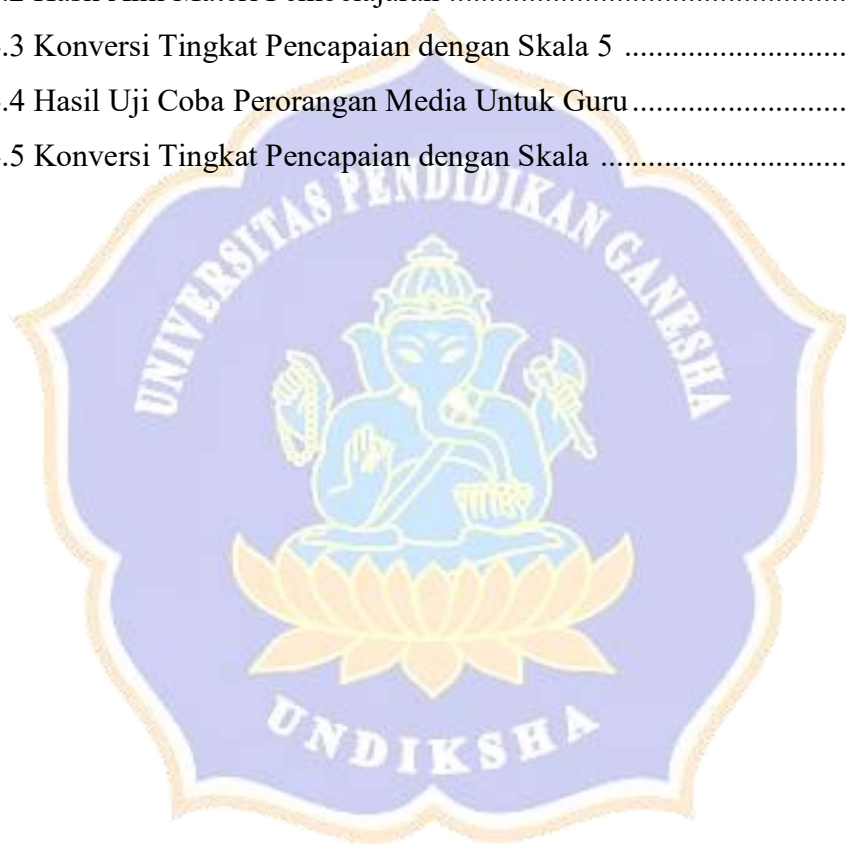 .3 Konversi Tingkat Pencapaian dengan Skala 5 ..............................
.4 Hasil Uji Coba Perorangan Media Untuk Guru...........................
.5 Konversi Tingkat Pencapaian dengan Skala ...............................
UNIVERSITAS PENDIDIKAN GANESHA
UNDIKSHA